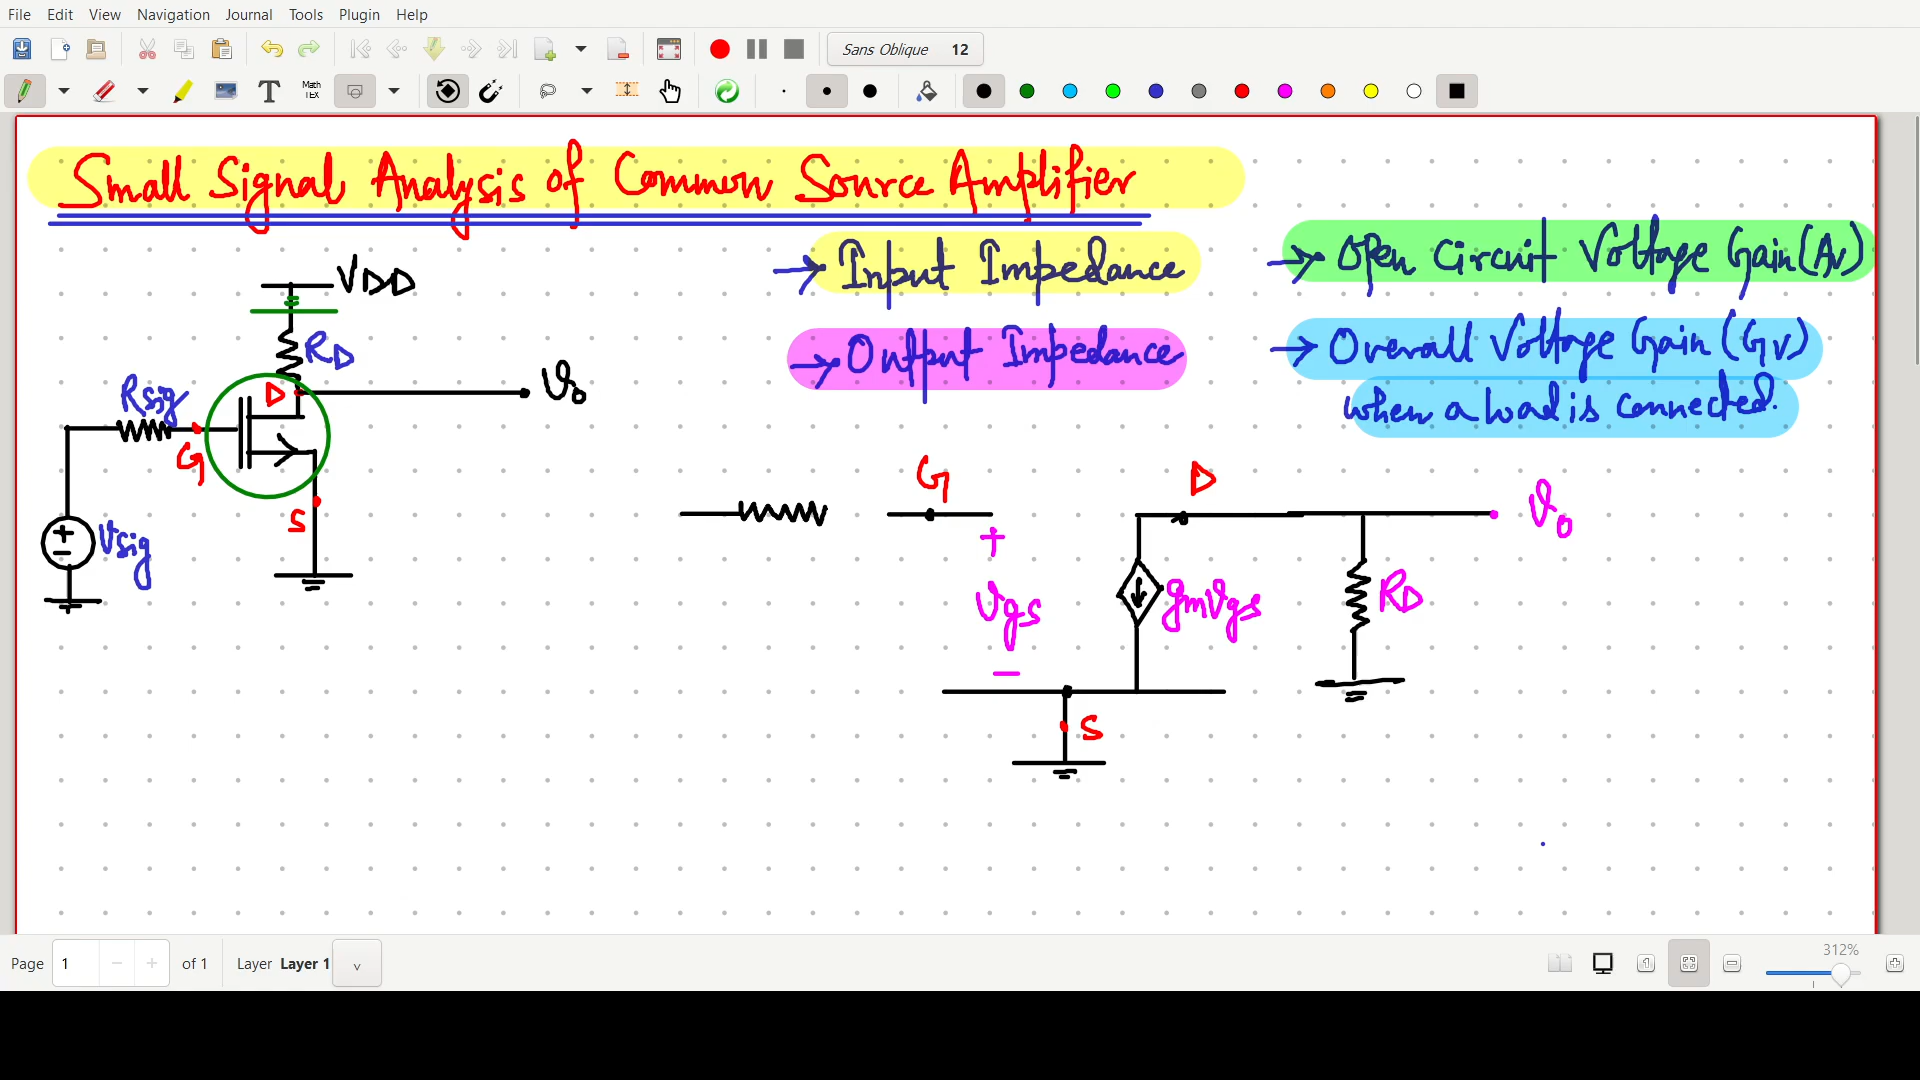 File Edit View Navigation Journal Tools Plugin Help
Sans Oblique 12
Math TEX
Small Signal Analysis of Common Source Amplifier
→ Input Impedance
→ Open Circuit Voltage Gain (Av)
→ Output Impedance
→ Overall Voltage Gain (Gv)
when a load is connected.
VDD
RD
D
Vo
Rsig
G
S
+
−
Vsig
G
D
Vo
+
Vgs
−
gmVgs
RD
S
Page 1 − + of 1 Layer Layer 1
312%